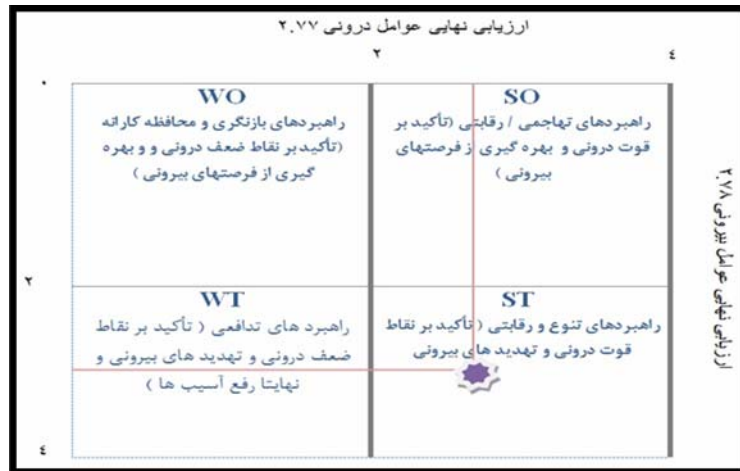 ارزیابی نهایی عوامل درونی ۲.۷۷
۴
۲
۰
SO
راهبردهای تهاجمی / رقابتی (تأکید بر
قوت درونی و بهره گیری از فرصتهای
بیرونی )
WO
راهبردهای بازنگری و محافظه کارانه
(تأکید بر نقاط ضعف درونی و و بهره
گیری از فرصتهای بیرونی )
ارزیابی نهایی عوامل بیرونی ۲.۷۸
۲
ST
راهبردهای تنوع و رقابتی ( تأکید بر نقاط
قوت درونی و تهدید های بیرونی
WT
راهبرد های تدافعی ( تأکید بر نقاط
ضعف درونی و تهدید های بیرونی و
نهایتا رفع آسیب ها )
۴